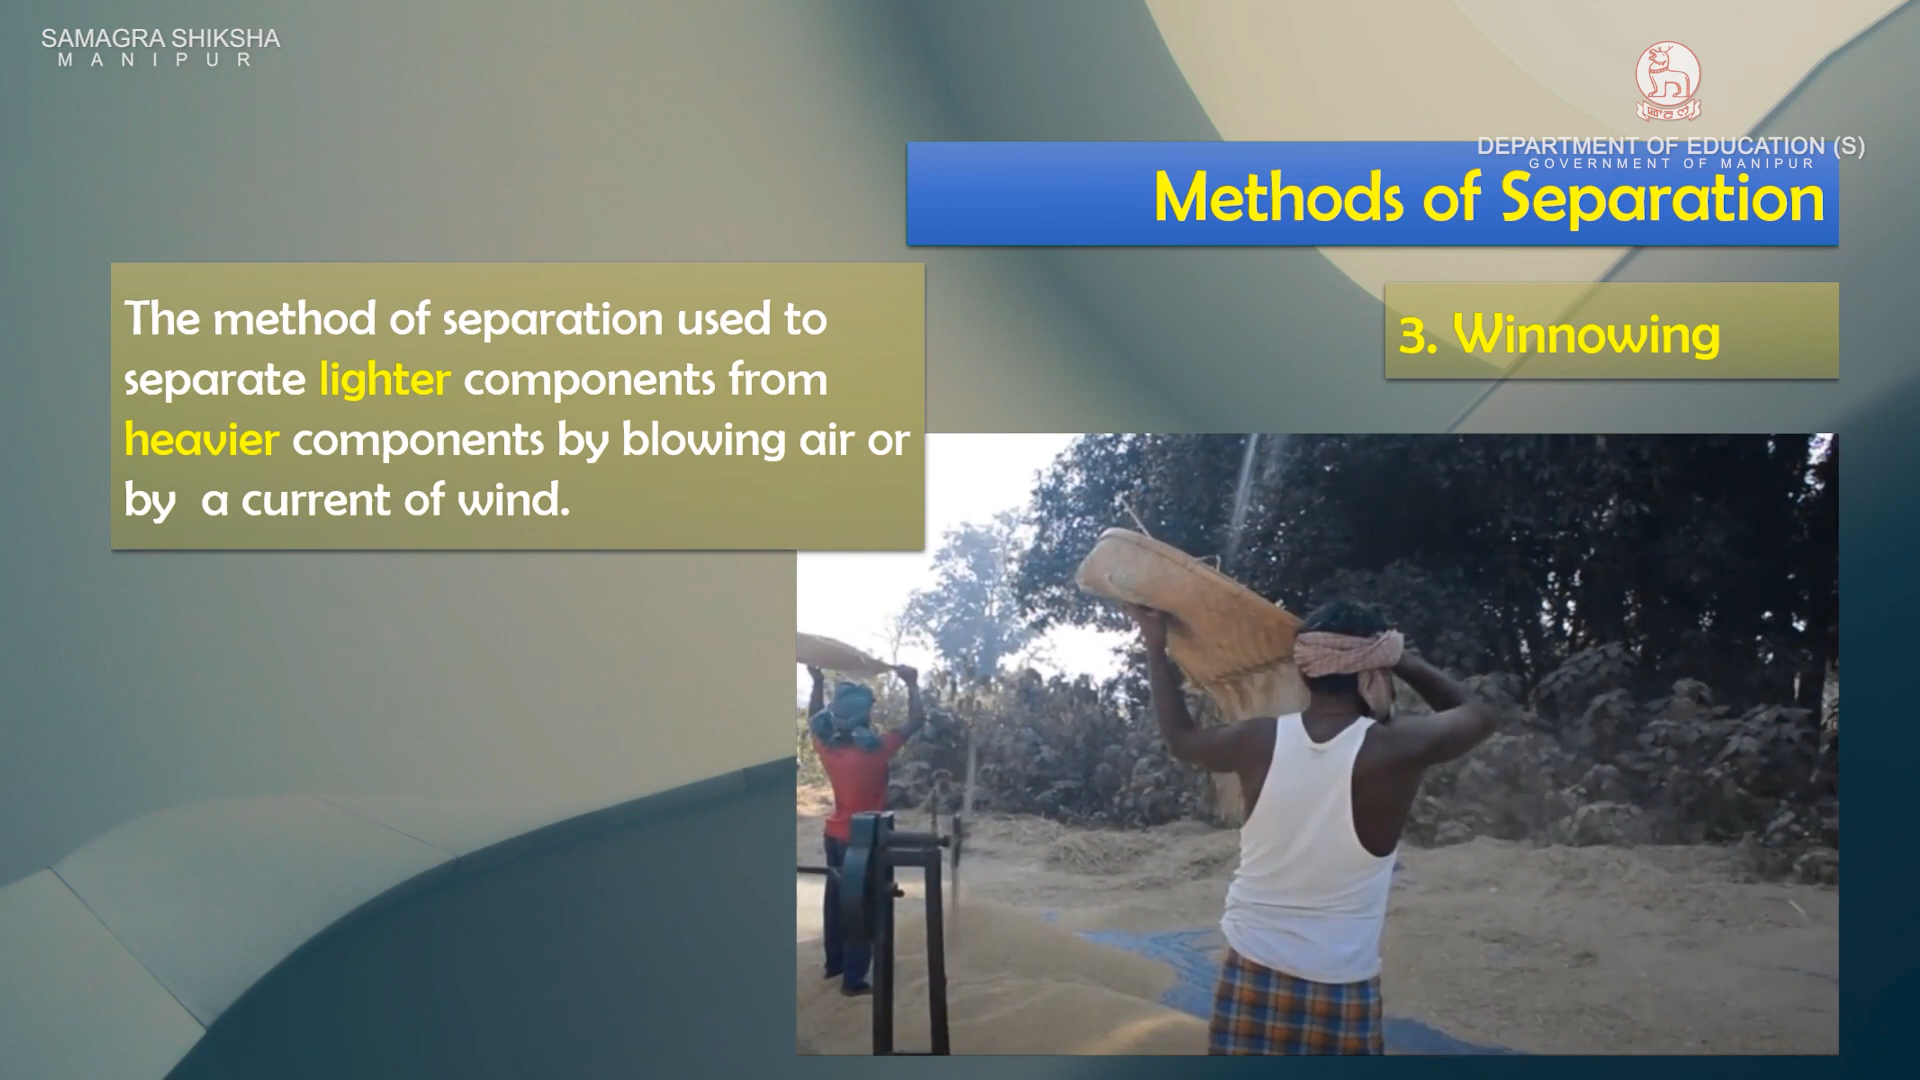 SAMAGRA SHIKSHA
MANIPUR
DEPARTMENT OF EDUCATION (S)
GOVERNMENT OF MANIPUR
Methods of Separation
3. Winnowing
The method of separation used to
separate lighter components from
heavier components by blowing air or
by a current of wind.